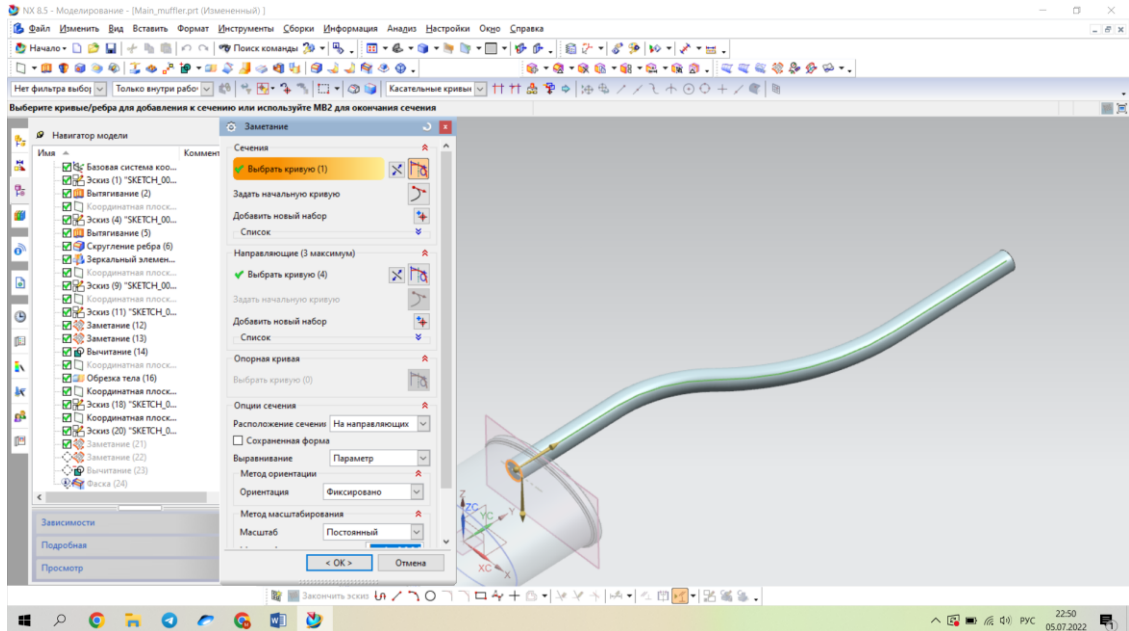 NX 8.5 - Моделирование - [Main_muffler.prt (Измененный) ]
Файл Изменить Вид Вставить Формат Инструменты Сборки Информация Анализ Настройки Окно Справка
Начало Поиск команды
Нет фильтра выбор Только внутри рабо Касательные кривы
Выберите кривые/ребра для добавления к сечению или используйте MB2 для окончания сечения
Навигатор модели
Имя Коммент
Базовая система коо...
Эскиз (1) "SKETCH_00...
Вытягивание (2)
Координатная плоск...
Эскиз (4) "SKETCH_00...
Вытягивание (5)
Скругление ребра (6)
Зеркальный элемен...
Координатная плоск...
Эскиз (9) "SKETCH_00...
Координатная плоск...
Эскиз (11) "SKETCH_0...
Заметание (12)
Заметание (13)
Вычитание (14)
Координатная плоск...
Обрезка тела (16)
Координатная плоск...
Эскиз (18) "SKETCH_0...
Координатная плоск...
Эскиз (20) "SKETCH_0...
Заметание (21)
Заметание (22)
Вычитание (23)
Фаска (24)
Зависимости
Подробная
Просмотр
Заметание
Сечения
Выбрать кривую (1)
Задать начальную кривую
Добавить новый набор
Список
Направляющие (3 максимум)
Выбрать кривую (4)
Задать начальную кривую
Добавить новый набор
Список
Опорная кривая
Выбрать кривую (0)
Опции сечения
Расположение сечени На направляющих
Сохраненная форма
Выравнивание Параметр
Метод ориентации
Ориентация Фиксировано
Метод масштабирования
Масштаб Постоянный
< OK > Отмена
Z
ZC
YC
Y
XC
X
Закончить эскиз
РУС
22:50
05.07.2022